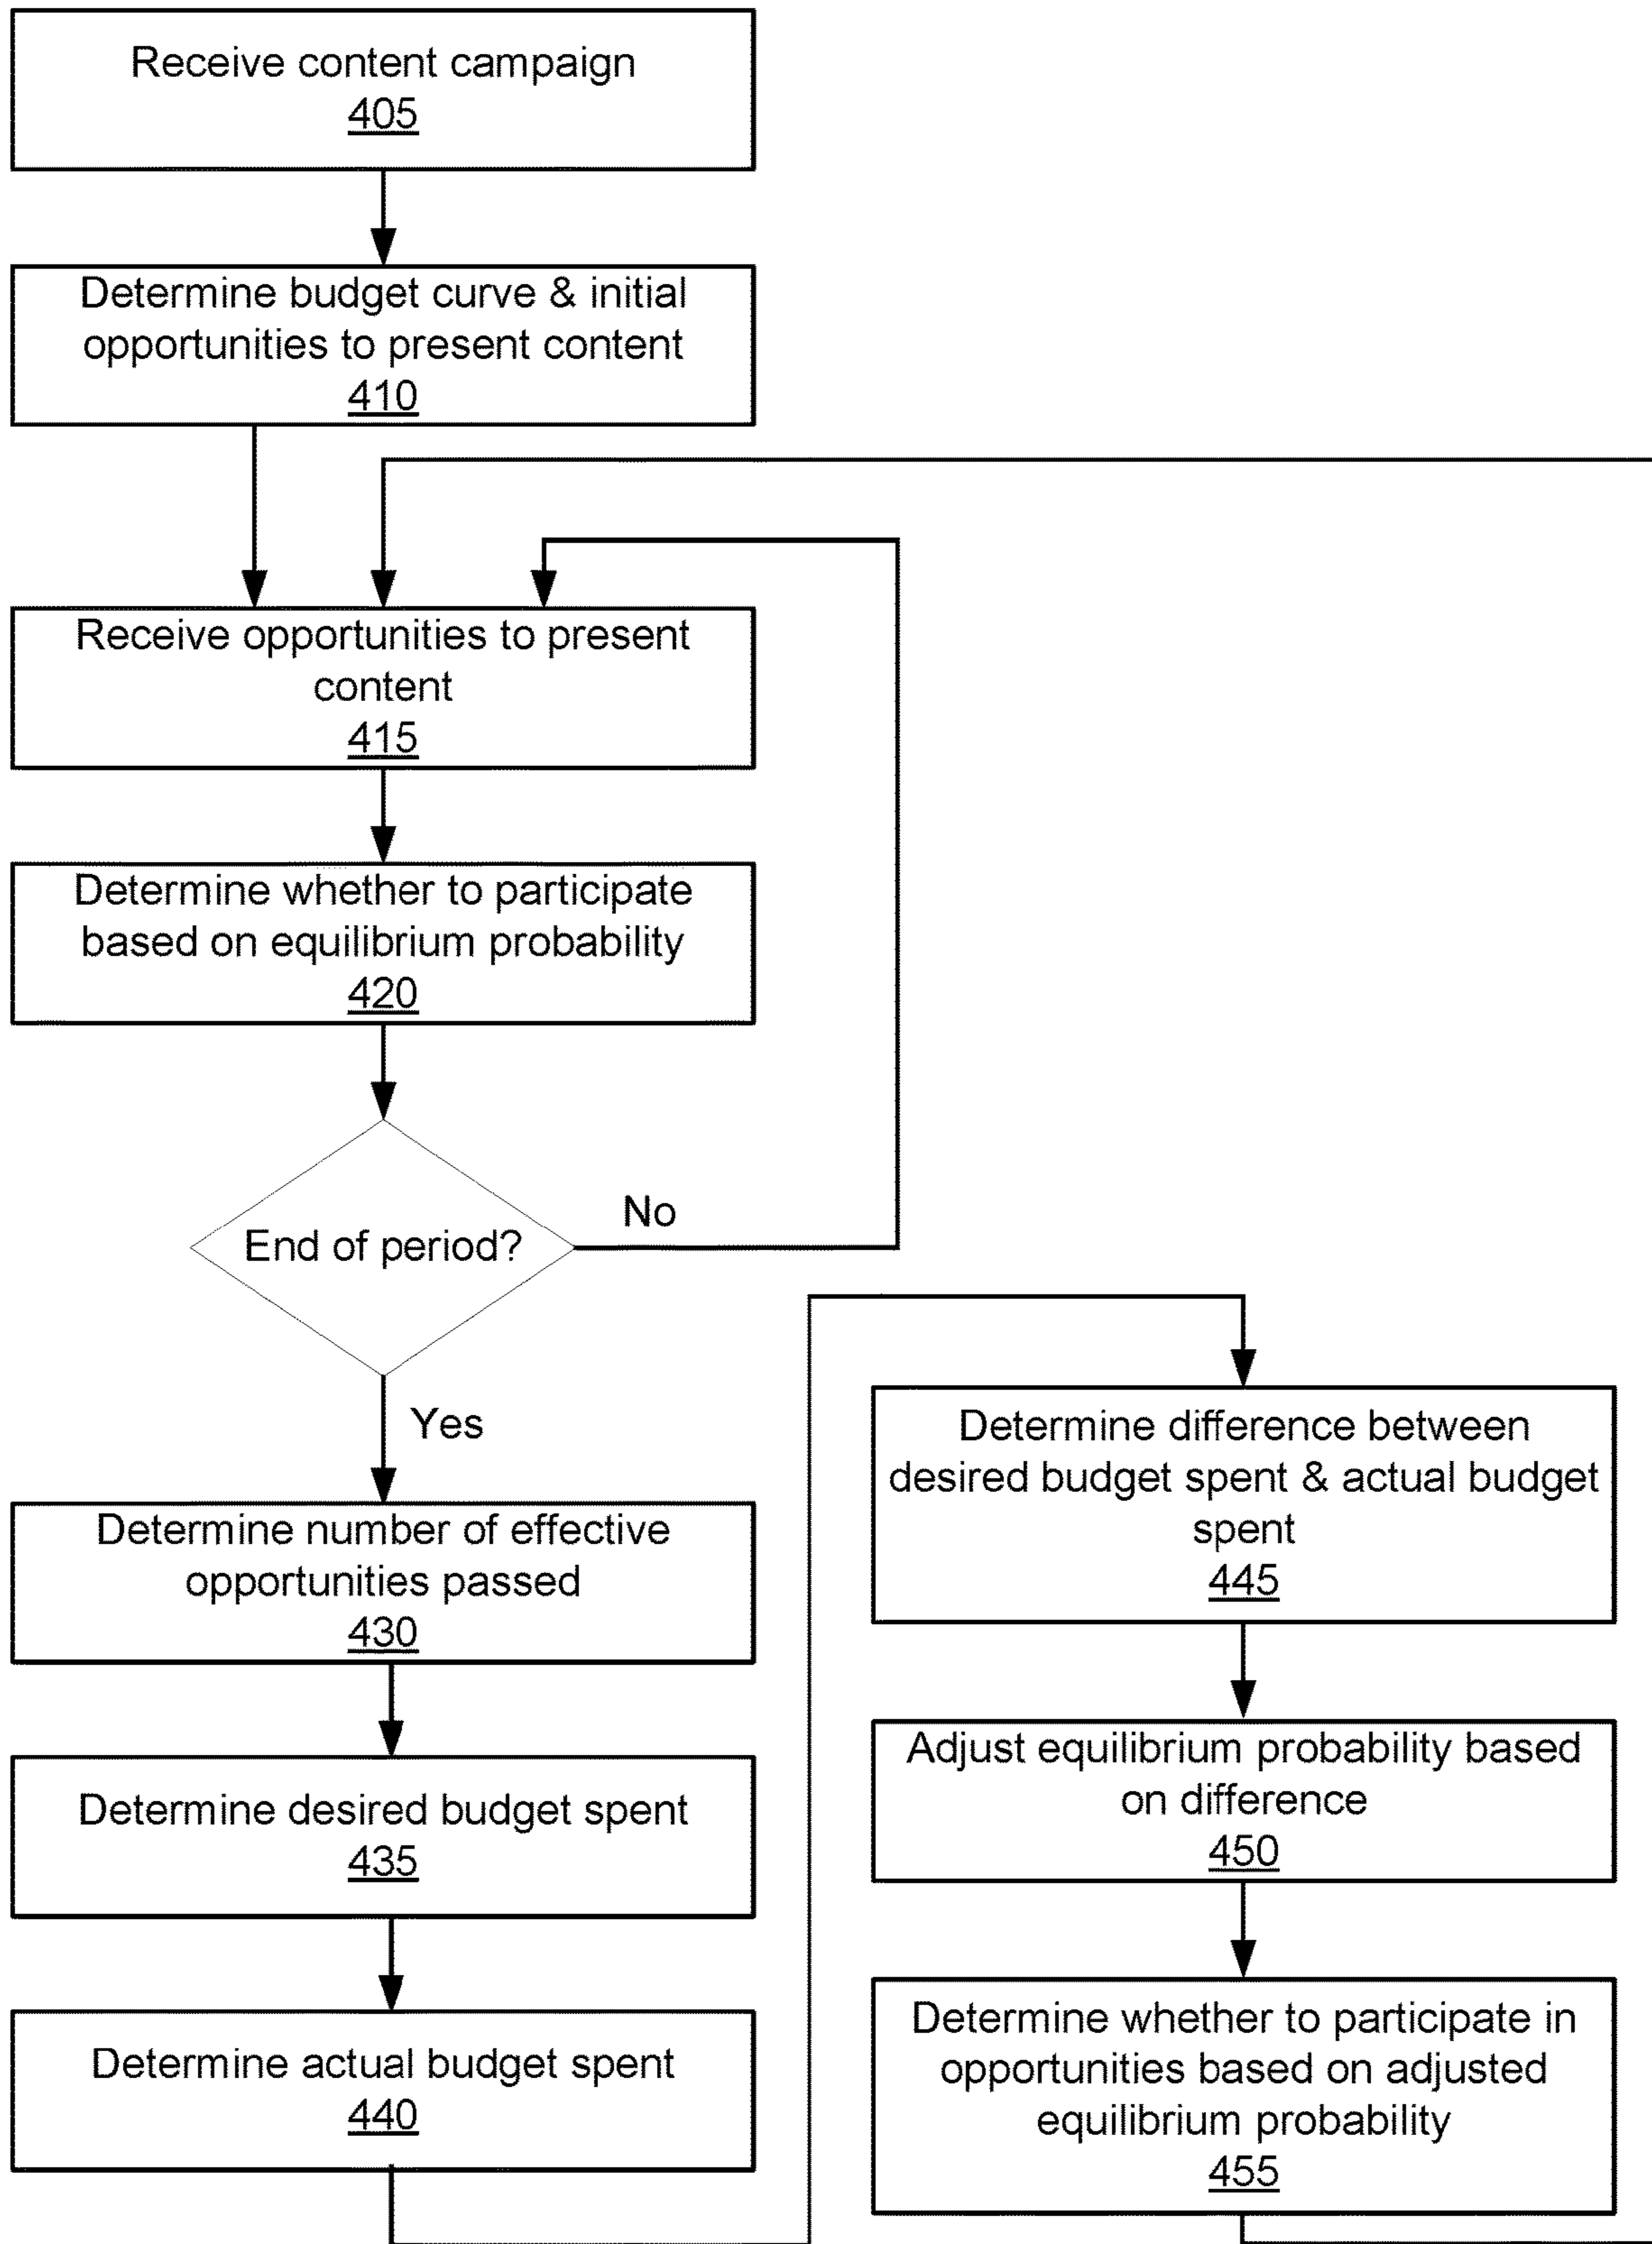 Receive content campaign
405
Determine budget curve & initial
opportunities to present content
410
Receive opportunities to present
content
415
Determine whether to participate
based on equilibrium probability
420
End of period?
No
Yes
Determine number of effective
opportunities passed
430
Determine desired budget spent
435
Determine actual budget spent
440
Determine difference between
desired budget spent & actual budget
spent
445
Adjust equilibrium probability based
on difference
450
Determine whether to participate in
opportunities based on adjusted
equilibrium probability
455